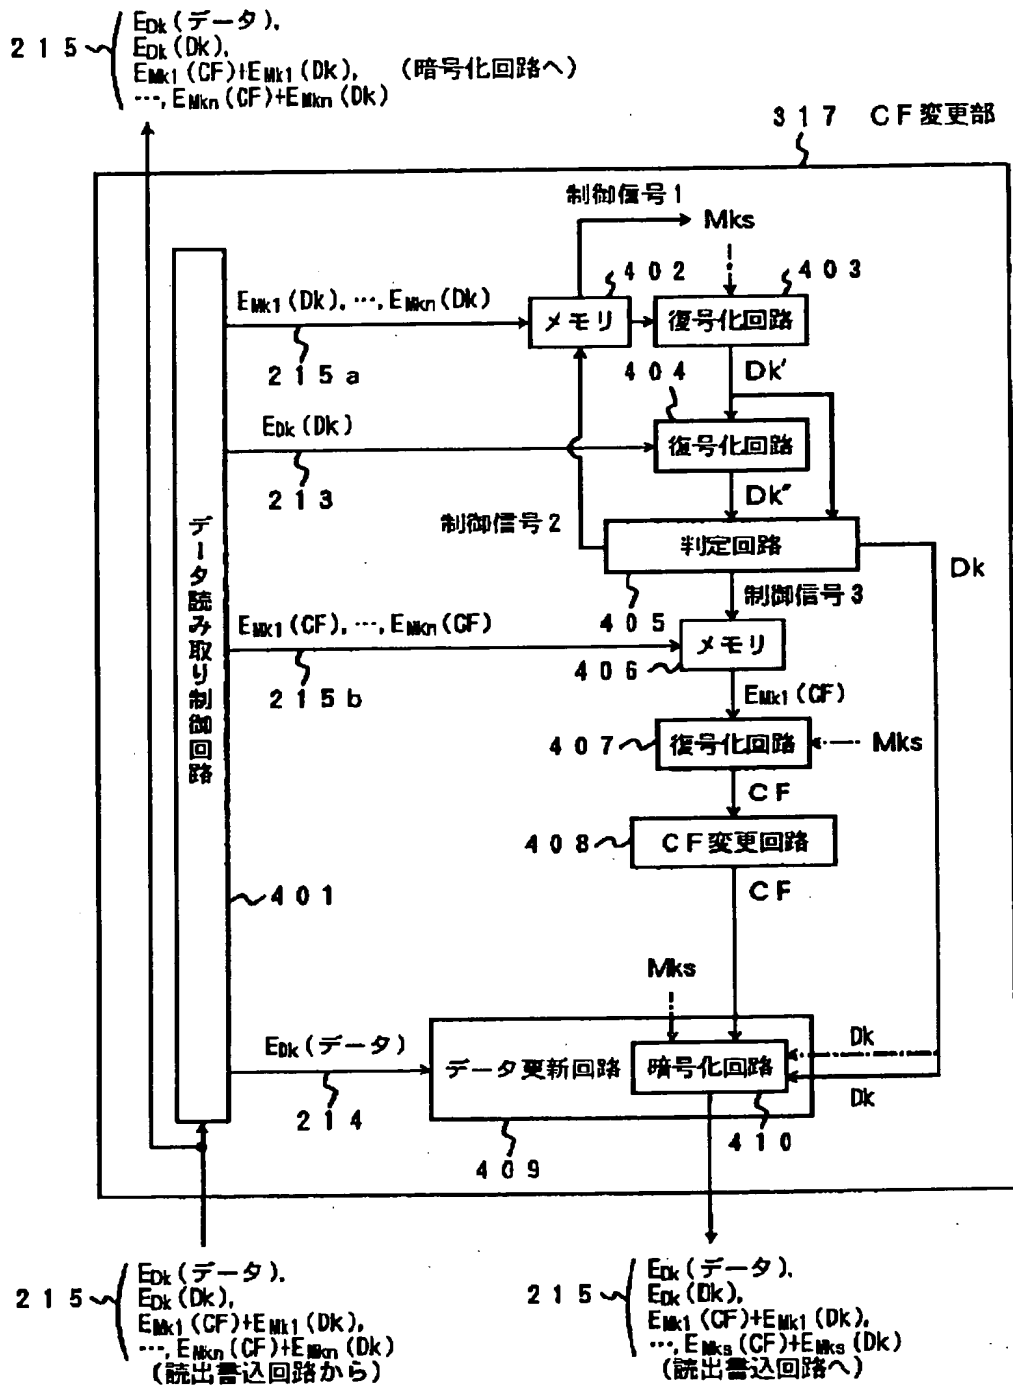 215
EDk(データ),
EDk(Dk),
EMk1(CF)+EMk1(Dk), (暗号化回路へ)
…, EMkn(CF)+EMkn(Dk)
317 CF変更部
制御信号1
Mks
402
403
EMk1(Dk), …, EMkn(Dk)
メモリ
復号化回路
215a
404
Dk'
EDk(Dk)
復号化回路
213
Dk"
制御信号2
判定回路
Dk
405
制御信号3
EMk1(CF), …, EMkn(CF)
メモリ
406
215b
EMk1(CF)
データ読み取り制御回路
407
復号化回路
Mks
CF
408
CF変更回路
CF
401
Mks
EDk(データ)
データ更新回路
暗号化回路
Dk
Dk
214
409
410
215
EDk(データ),
EDk(Dk),
EMk1(CF)+EMk1(Dk),
…, EMkn(CF)+EMkn(Dk)
(読出書込回路から)
215
EDk(データ),
EDk(Dk),
EMk1(CF)+EMk1(Dk),
…, EMks(CF)+EMks(Dk)
(読出書込回路へ)